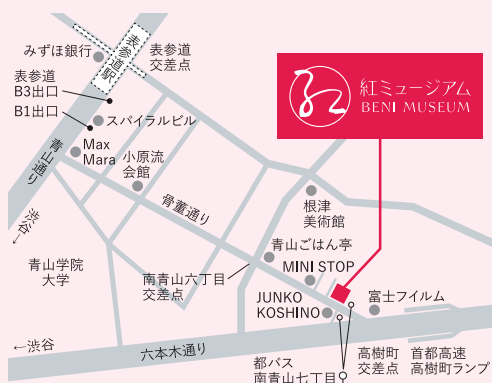 みずほ銀行
表参道駅
表参道
交差点
表参道
B3出口
B1出口
スパイラルビル
青山通り
Max
Mara
小原流
会館
骨董通り
紅ミュージアム
BENI MUSEUM
根津
美術館
←渋谷
青山学院
大学
青山ごはん亭
南青山六丁目
交差点
MINI STOP
JUNKO
KOSHINO
富士フイルム
←渋谷
六本木通り
都バス
南青山七丁目
高樹町
交差点
首都高速
高樹町ランプ